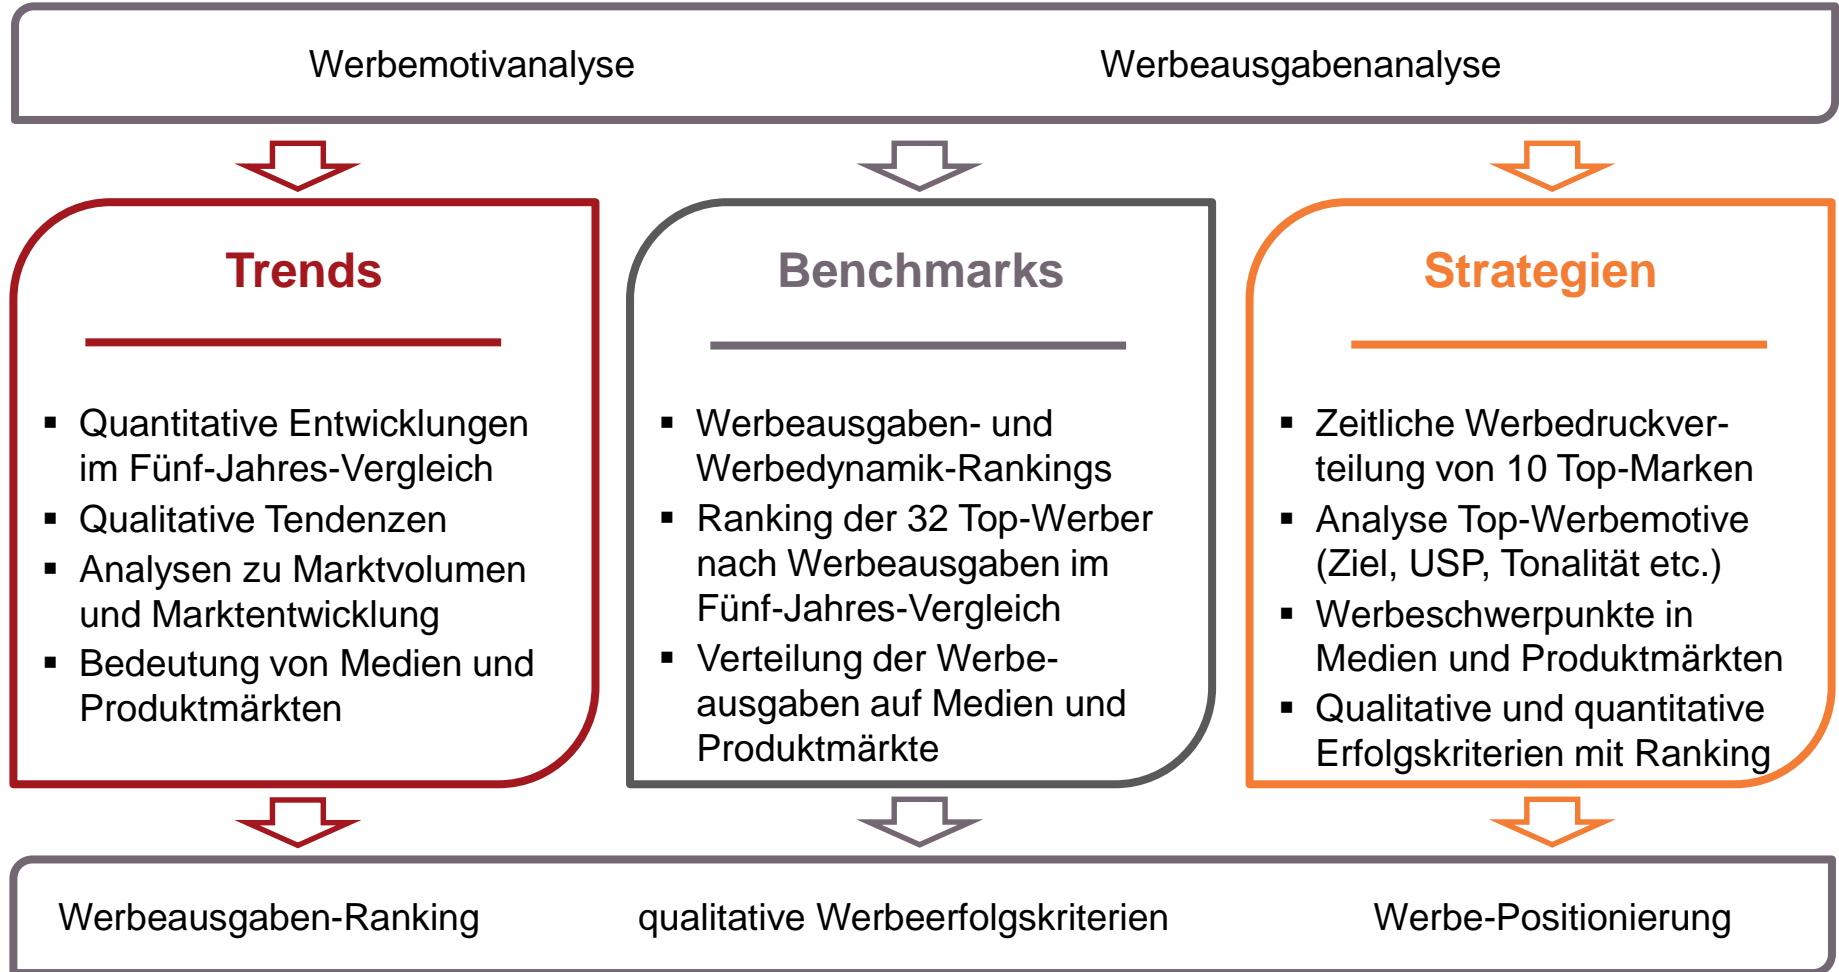 Werbemotivanalyse
Werbeausgabenanalyse
Trends
▪ Quantitative Entwicklungen
im Fünf-Jahres-Vergleich
▪ Qualitative Tendenzen
▪ Analysen zu Marktvolumen
und Marktentwicklung
▪ Bedeutung von Medien und
Produktmärkten
Benchmarks
▪ Werbeausgaben- und
Werbedynamik-Rankings
▪ Ranking der 32 Top-Werber
nach Werbeausgaben im
Fünf-Jahres-Vergleich
▪ Verteilung der Werbe-
ausgaben auf Medien und
Produktmärkte
Strategien
▪ Zeitliche Werbedruckver-
teilung von 10 Top-Marken
▪ Analyse Top-Werbemotive
(Ziel, USP, Tonalität etc.)
▪ Werbeschwerpunkte in
Medien und Produktmärkten
▪ Qualitative und quantitative
Erfolgskriterien mit Ranking
Werbeausgaben-Ranking
qualitative Werbeerfolgskriterien
Werbe-Positionierung